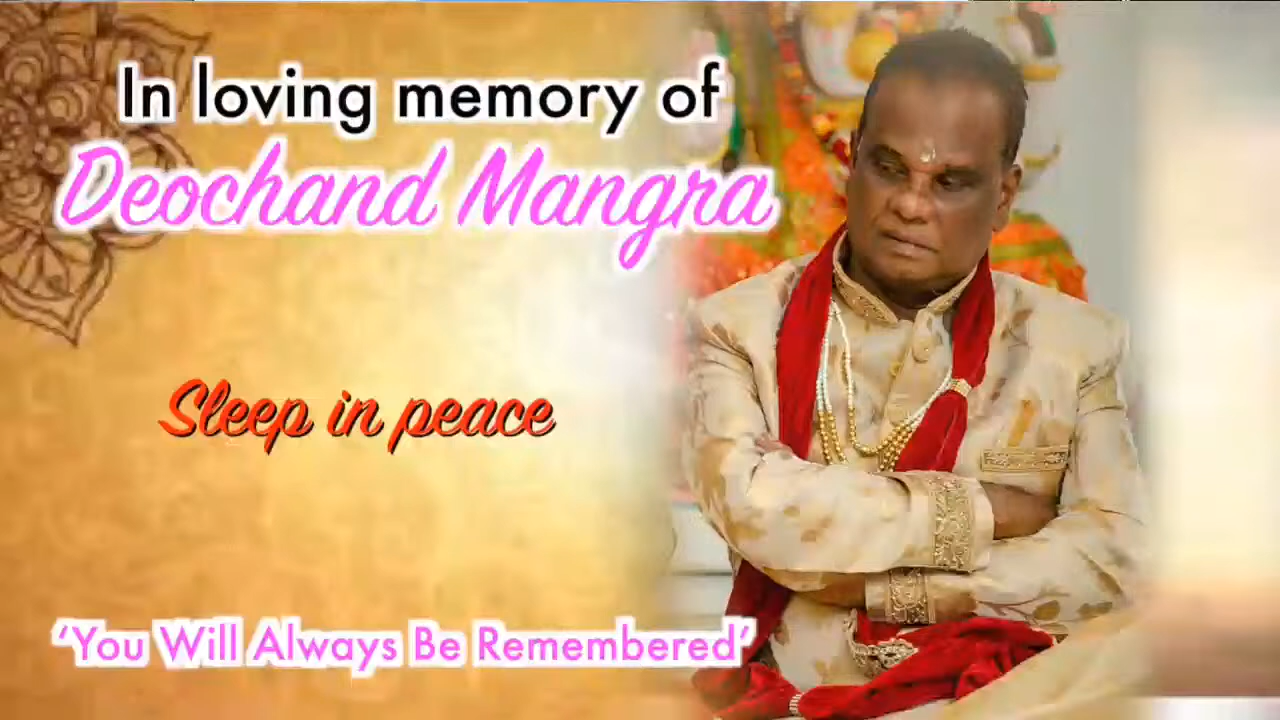 In loving memory of
Deochand Mangra
Sleep in peace
‘You Will Always Be Remembered’